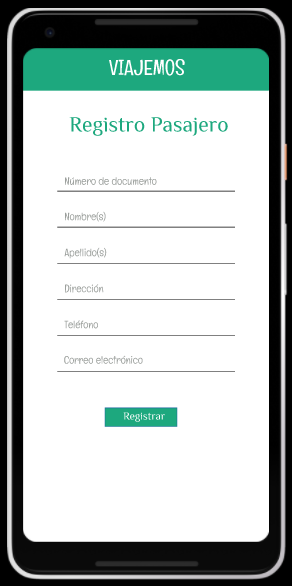 VIAJEMOS
Registro Pasajero
Número de documento
Nombre(s)
Apellido(s)
Dirección
Teléfono
Correo electrónico
Registrar